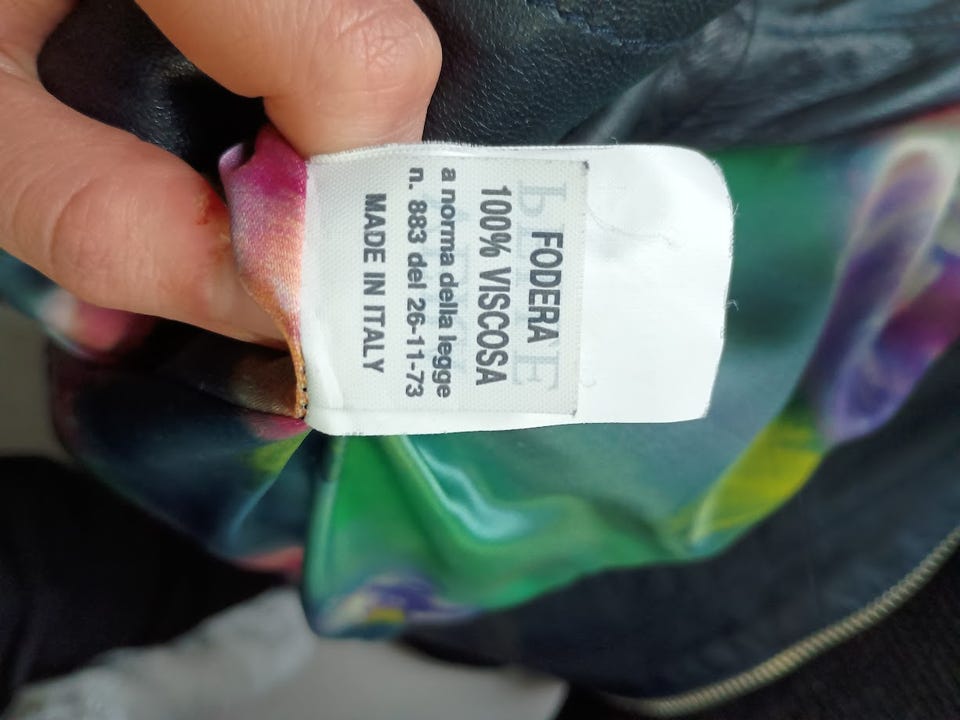 FODERA
100% VISCOSA
a norma della legge
n. 883 del 26-11-73
MADE IN ITALY